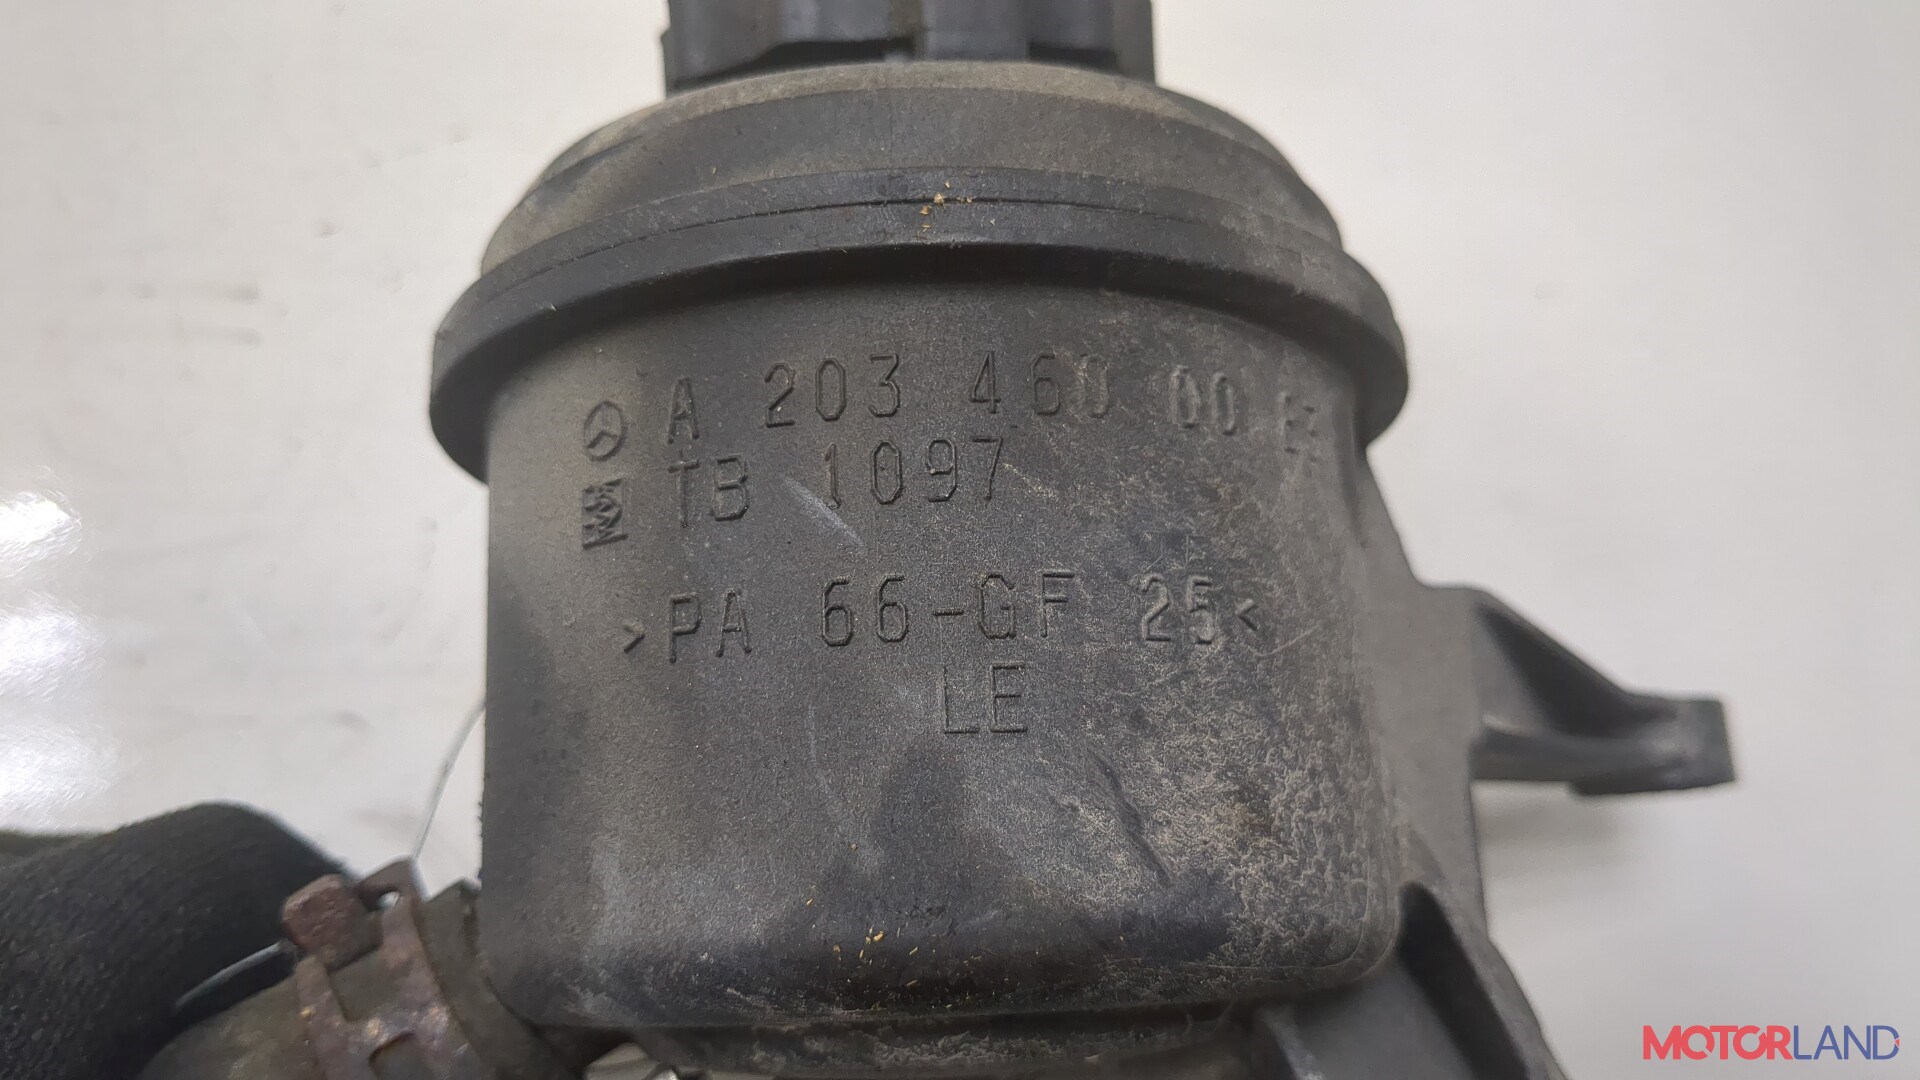 A 203 460 00
TB 1097
>PA 66-GF 25<
LE
MOTORLAND